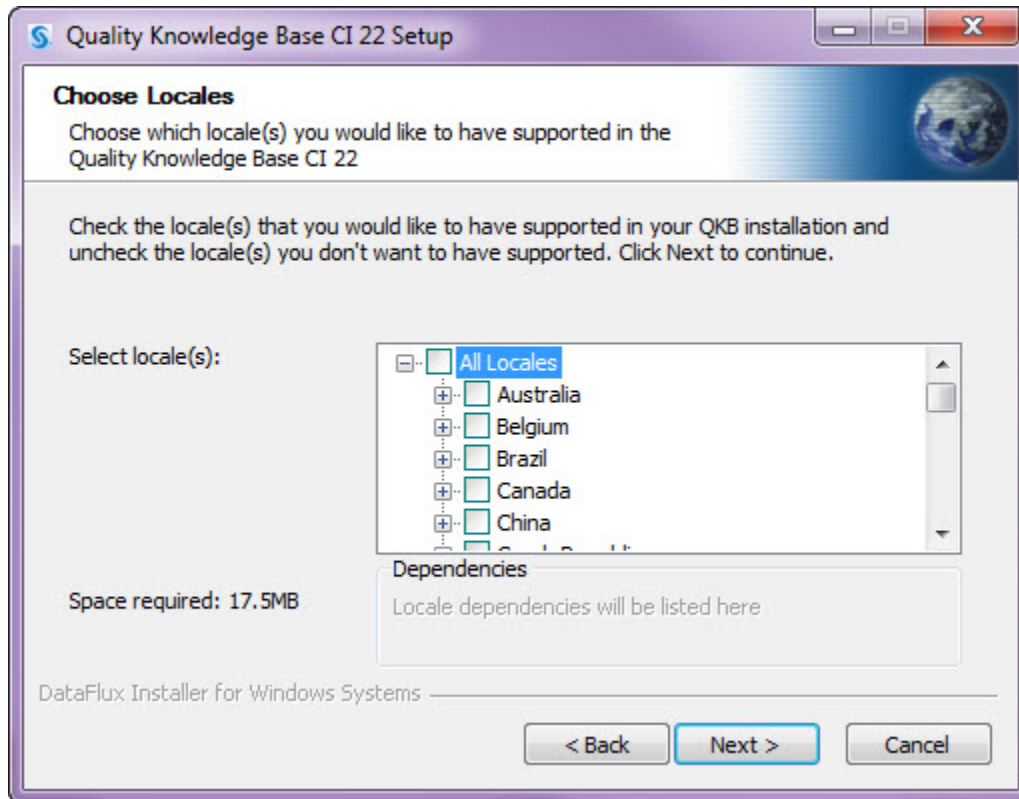 Quality Knowledge Base CI 22 Setup
Choose Locales
Choose which locale(s) you would like to have supported in the
Quality Knowledge Base CI 22
Check the locale(s) that you would like to have supported in your QKB installation and
uncheck the locale(s) you don't want to have supported. Click Next to continue.
Select locale(s):
All Locales
Australia
Belgium
Brazil
Canada
China
Space required: 17.5MB
Dependencies
Locale dependencies will be listed here
DataFlux Installer for Windows Systems
< Back
Next >
Cancel